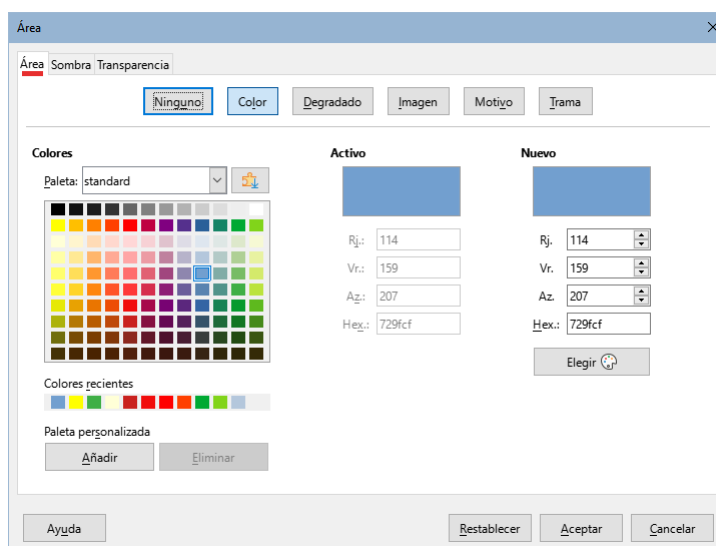 Área
Área Sombra Transparencia
Ninguno Color Degradado Imagen Motivo Trama
Colores Activo Nuevo
Paleta: standard
Rj.: 114 Rj. 114
Vr.: 159 Vr. 159
Az.: 207 Az. 207
Hex.: 729fcf Hex.: 729fcf
Elegir
Colores recientes
Paleta personalizada
Añadir Eliminar
Ayuda Restablecer Aceptar Cancelar